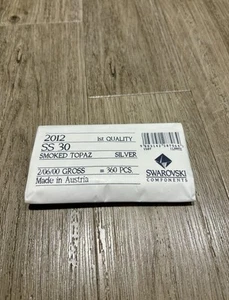 2012 1st QUALITY
SS 30
SMOKED TOPAZ SILVER
2/06/00 GROSS = 360 PCS.
Made in Austria
SWAROVSKI
COMPONENTS